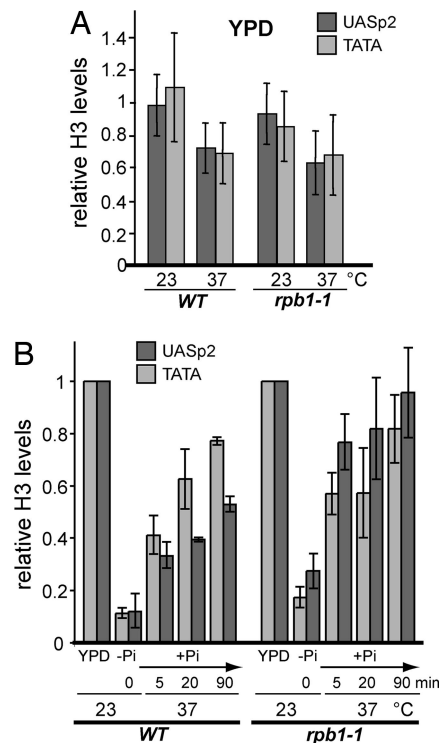 A
YPD
UASp2
TATA
relative H3 levels
1.4
1.2
1
0.8
0.6
0.4
0.2
0
23 37 23 37 °C
WT rpb1-1
B
UASp2
TATA
relative H3 levels
1
0.8
0.6
0.4
0.2
0
YPD -Pi +Pi YPD -Pi +Pi
0 5 20 90 0 5 20 90 min
23 37 23 37 °C
WT rpb1-1